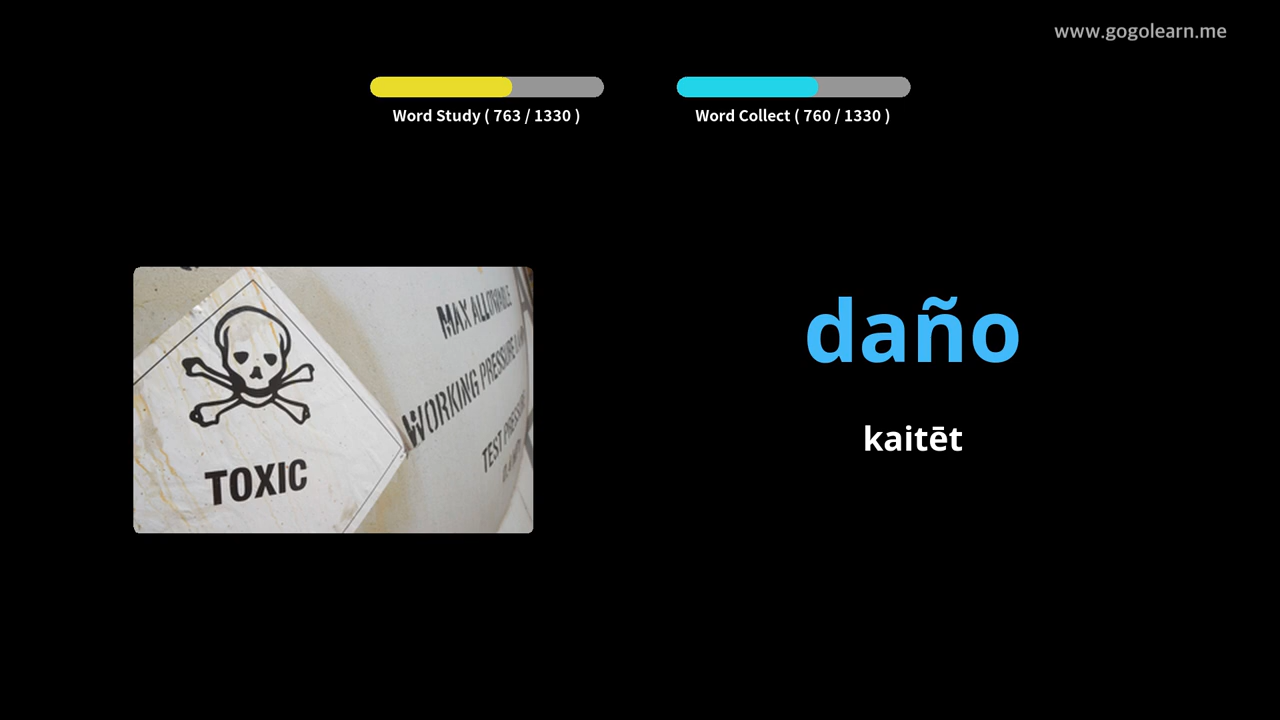 www.gogolearn.me
Word Study ( 763 / 1330 )
Word Collect ( 760 / 1330 )
daño
kaitēt
MAX ALLOWABLE
WORKING PRESSURE
TEST PRESSURE
TOXIC